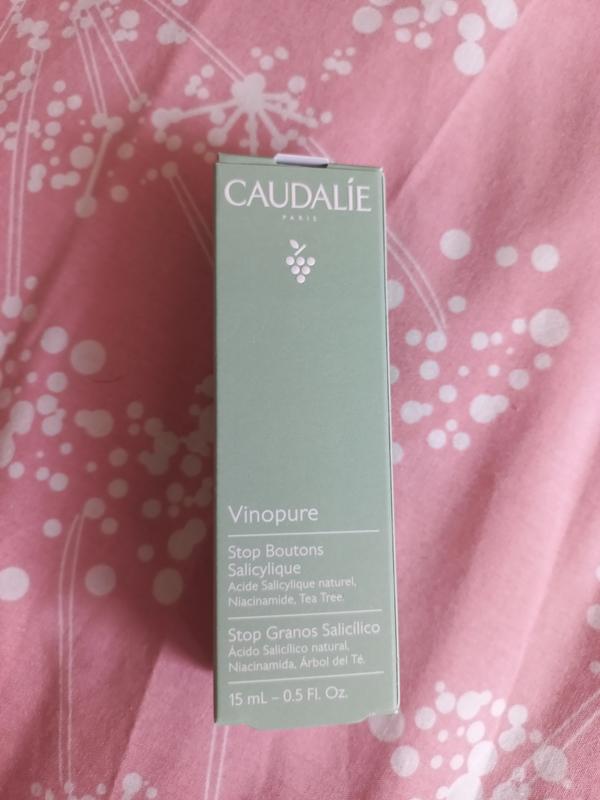 CAUDALÍE
PARIS
Vinopure
Stop Boutons
Salicylique
Acide Salicylique naturel,
Niacinamide, Tea Tree.
Stop Granos Salicílico
Ácido Salicílico natural,
Niacinamida, Árbol del Té.
15 mL – 0.5 Fl. Oz.